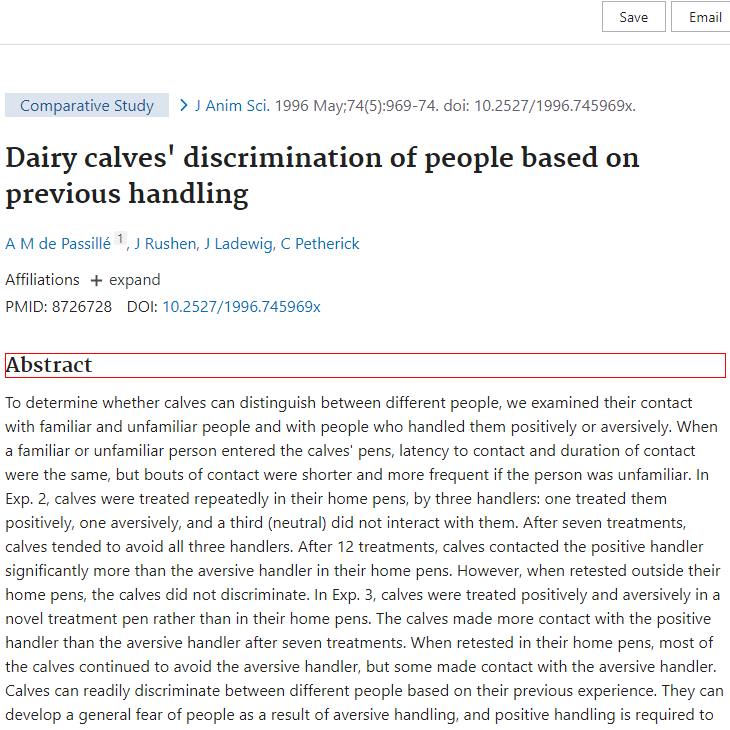 Save Email
Comparative Study > J Anim Sci. 1996 May;74(5):969-74. doi: 10.2527/1996.745969x.
Dairy calves' discrimination of people based on
previous handling
A M de Passillé 1, J Rushen, J Ladewig, C Petherick
Affiliations + expand
PMID: 8726728 DOI: 10.2527/1996.745969x
Abstract
To determine whether calves can distinguish between different people, we examined their contact
with familiar and unfamiliar people and with people who handled them positively or aversively. When
a familiar or unfamiliar person entered the calves' pens, latency to contact and duration of contact
were the same, but bouts of contact were shorter and more frequent if the person was unfamiliar. In
Exp. 2, calves were treated repeatedly in their home pens, by three handlers: one treated them
positively, one aversively, and a third (neutral) did not interact with them. After seven treatments,
calves tended to avoid all three handlers. After 12 treatments, calves contacted the positive handler
significantly more than the aversive handler in their home pens. However, when retested outside their
home pens, the calves did not discriminate. In Exp. 3, calves were treated positively and aversively in a
novel treatment pen rather than in their home pens. The calves made more contact with the positive
handler than the aversive handler after seven treatments. When retested in their home pens, most of
the calves continued to avoid the aversive handler, but some made contact with the aversive handler.
Calves can readily discriminate between different people based on their previous experience. They can
develop a general fear of people as a result of aversive handling, and positive handling is required to